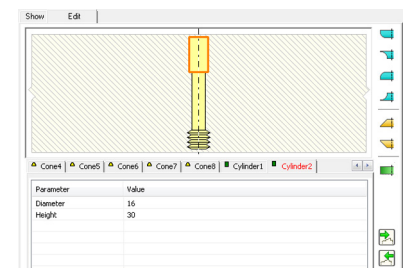 Show Edit
Cone4 Cone5 Cone6 Cone7 Cone8 Cylinder1 Cylinder2
Parameter Value
Diameter 16
Height 30